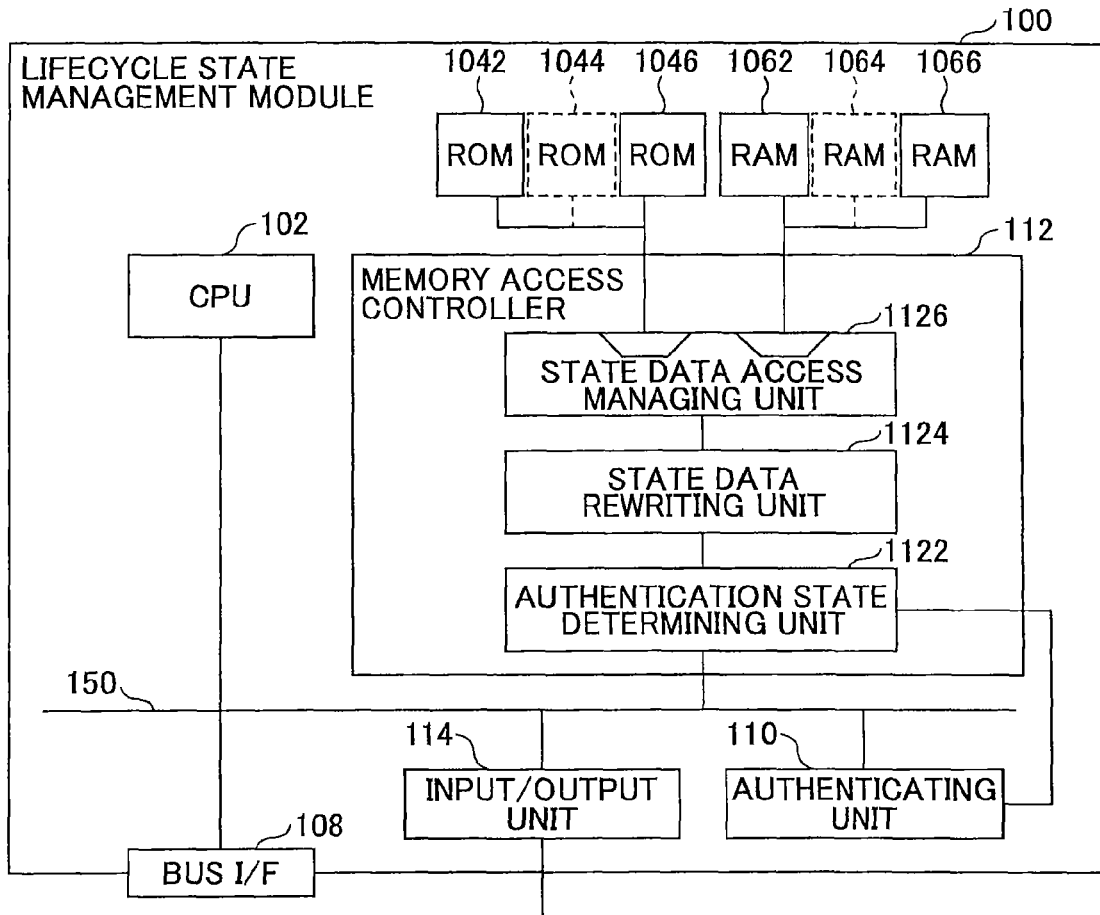 100
LIFECYCLE STATE
MANAGEMENT MODULE
1042 1044 1046 1062 1064 1066
ROM ROM ROM RAM RAM RAM
102
CPU
112
MEMORY ACCESS
CONTROLLER
1126
STATE DATA ACCESS
MANAGING UNIT
1124
STATE DATA
REWRITING UNIT
1122
AUTHENTICATION STATE
DETERMINING UNIT
150
114
INPUT/OUTPUT
UNIT
110
AUTHENTICATING
UNIT
108
BUS I/F